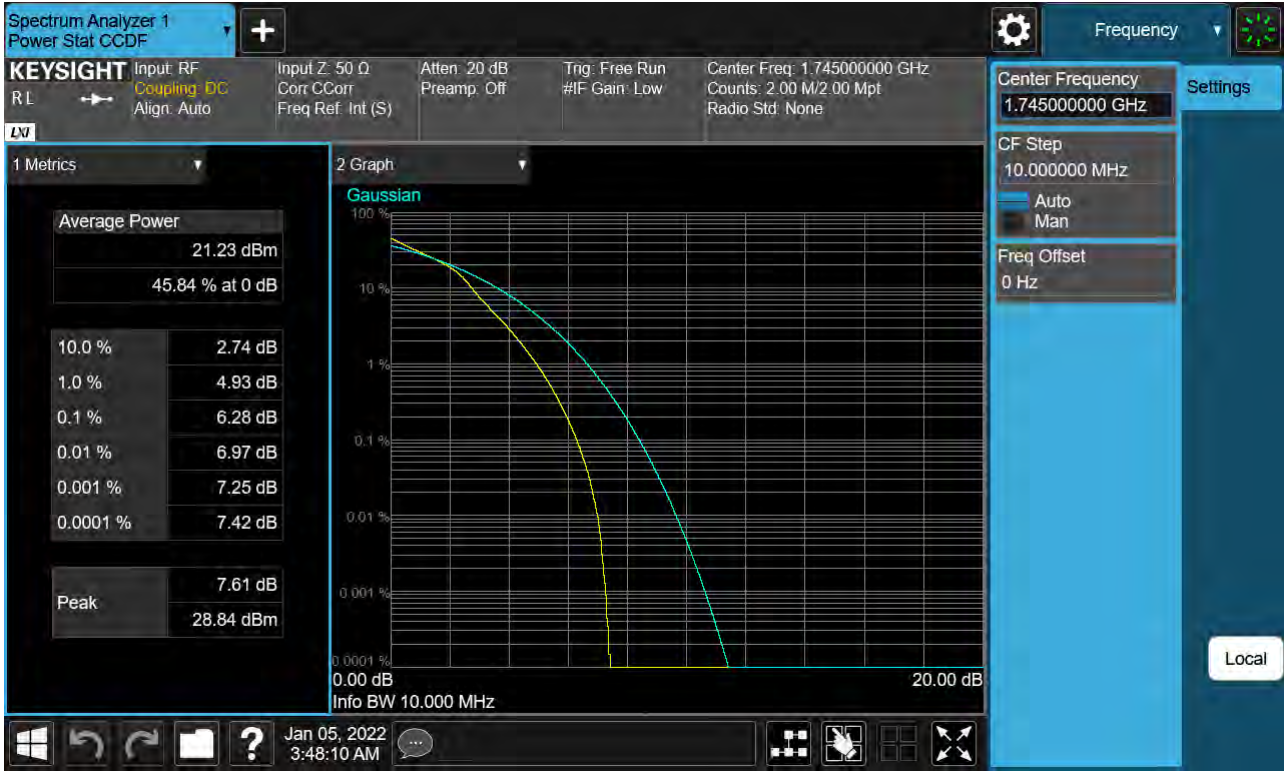 Spectrum Analyzer 1
Power Stat CCDF
+
Frequency
KEYSIGHT
R L
LXI
Input: RF
Coupling: DC
Align: Auto
Input Z: 50 Ω
Corr CCorr
Freq Ref: Int (S)
Atten: 20 dB
Preamp: Off
Trig: Free Run
#IF Gain: Low
Center Freq: 1.745000000 GHz
Counts: 2.00 M/2.00 Mpt
Radio Std: None
Center Frequency
1.745000000 GHz
Settings
CF Step
10.000000 MHz
Auto
Man
Freq Offset
0 Hz
Local
1 Metrics
Average Power
21.23 dBm
45.84 % at 0 dB
10.0 % 2.74 dB
1.0 % 4.93 dB
0.1 % 6.28 dB
0.01 % 6.97 dB
0.001 % 7.25 dB
0.0001 % 7.42 dB
Peak
7.61 dB
28.84 dBm
2 Graph
Gaussian
100 %
10 %
1 %
0.1 %
0.01 %
0.001 %
0.0001 %
0.00 dB 20.00 dB
Info BW 10.000 MHz
?
Jan 05, 2022
3:48:10 AM